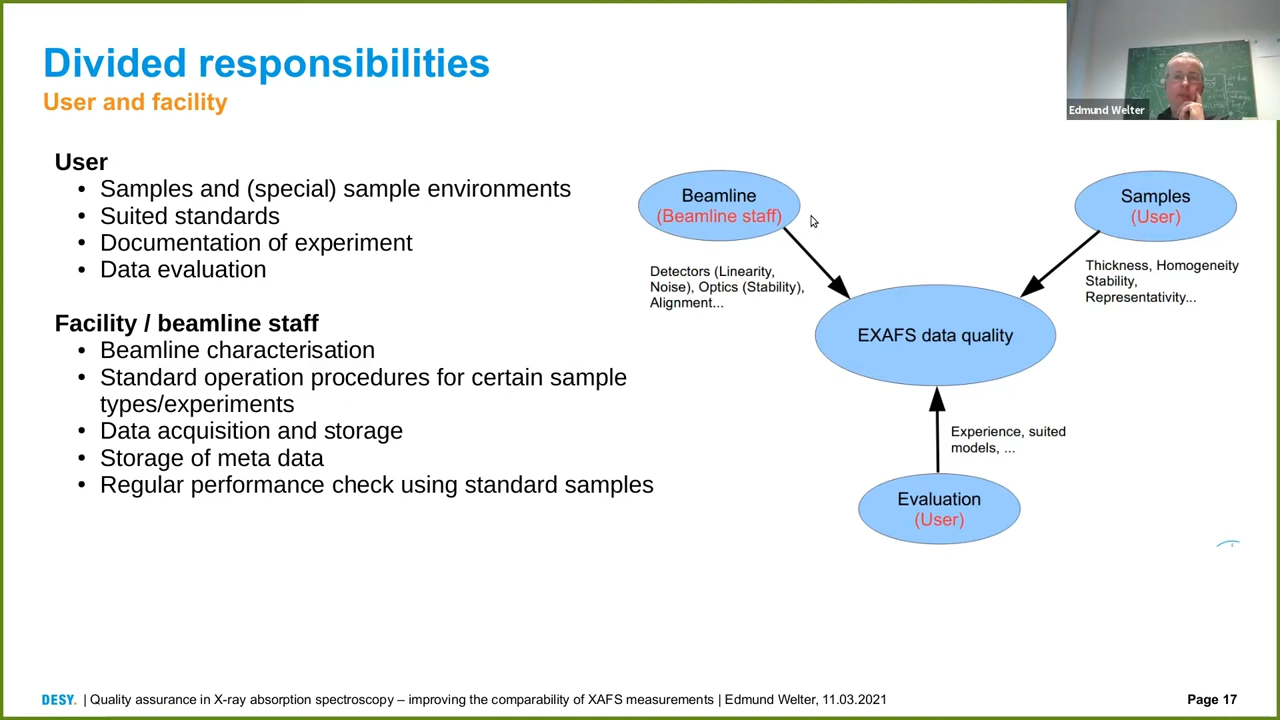 Divided responsibilities
User and facility
Edmund Welter
User
• Samples and (special) sample environments
• Suited standards
• Documentation of experiment
• Data evaluation
Facility / beamline staff
• Beamline characterisation
• Standard operation procedures for certain sample
types/experiments
• Data acquisition and storage
• Storage of meta data
• Regular performance check using standard samples
Beamline
(Beamline staff)
Detectors (Linearity,
Noise), Optics (Stability),
Alignment...
Samples
(User)
Thickness, Homogeneity
Stability,
Representativity...
EXAFS data quality
Experience, suited
models, ...
Evaluation
(User)
DESY. | Quality assurance in X-ray absorption spectroscopy – improving the comparability of XAFS measurements | Edmund Welter, 11.03.2021
Page 17